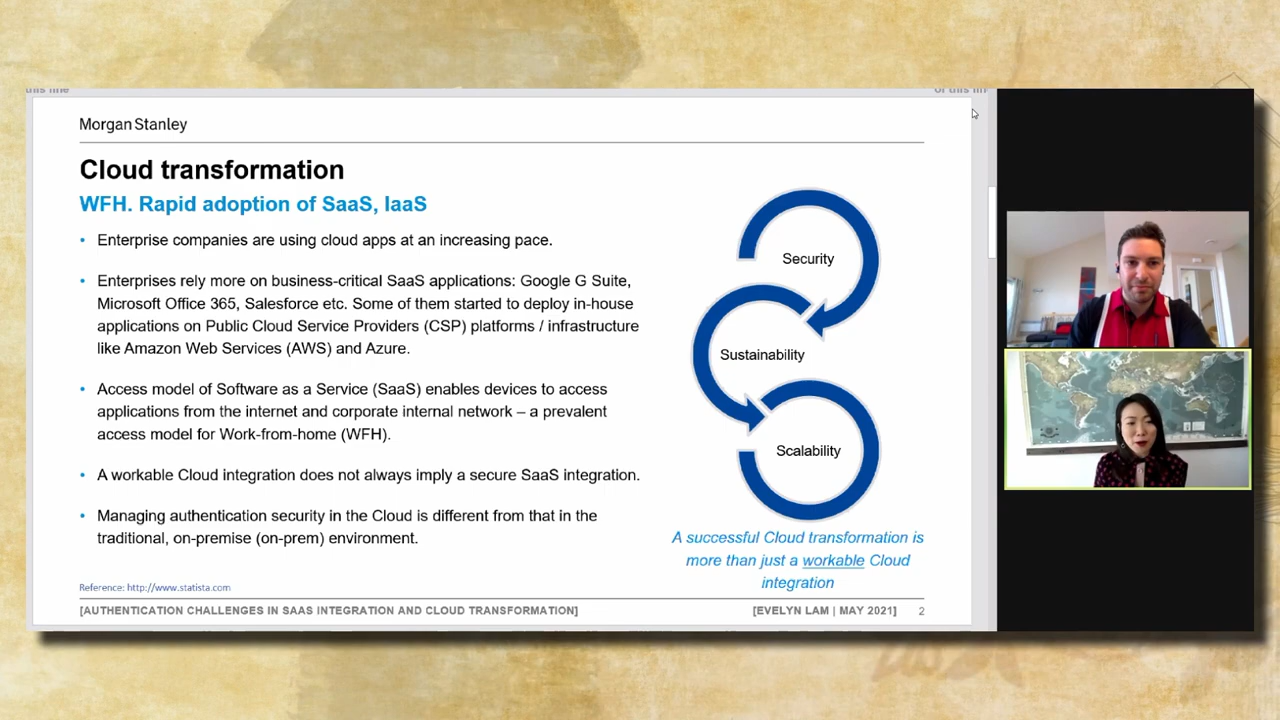 this line
of this line
Morgan Stanley
Cloud transformation
WFH. Rapid adoption of SaaS, IaaS
• Enterprise companies are using cloud apps at an increasing pace.
• Enterprises rely more on business-critical SaaS applications: Google G Suite,
Microsoft Office 365, Salesforce etc. Some of them started to deploy in-house
applications on Public Cloud Service Providers (CSP) platforms / infrastructure
like Amazon Web Services (AWS) and Azure.
• Access model of Software as a Service (SaaS) enables devices to access
applications from the internet and corporate internal network – a prevalent
access model for Work-from-home (WFH).
• A workable Cloud integration does not always imply a secure SaaS integration.
• Managing authentication security in the Cloud is different from that in the
traditional, on-premise (on-prem) environment.
Security
Sustainability
Scalability
A successful Cloud transformation is
more than just a workable Cloud
integration
Reference: http://www.statista.com
[AUTHENTICATION CHALLENGES IN SAAS INTEGRATION AND CLOUD TRANSFORMATION]
[EVELYN LAM | MAY 2021] 2